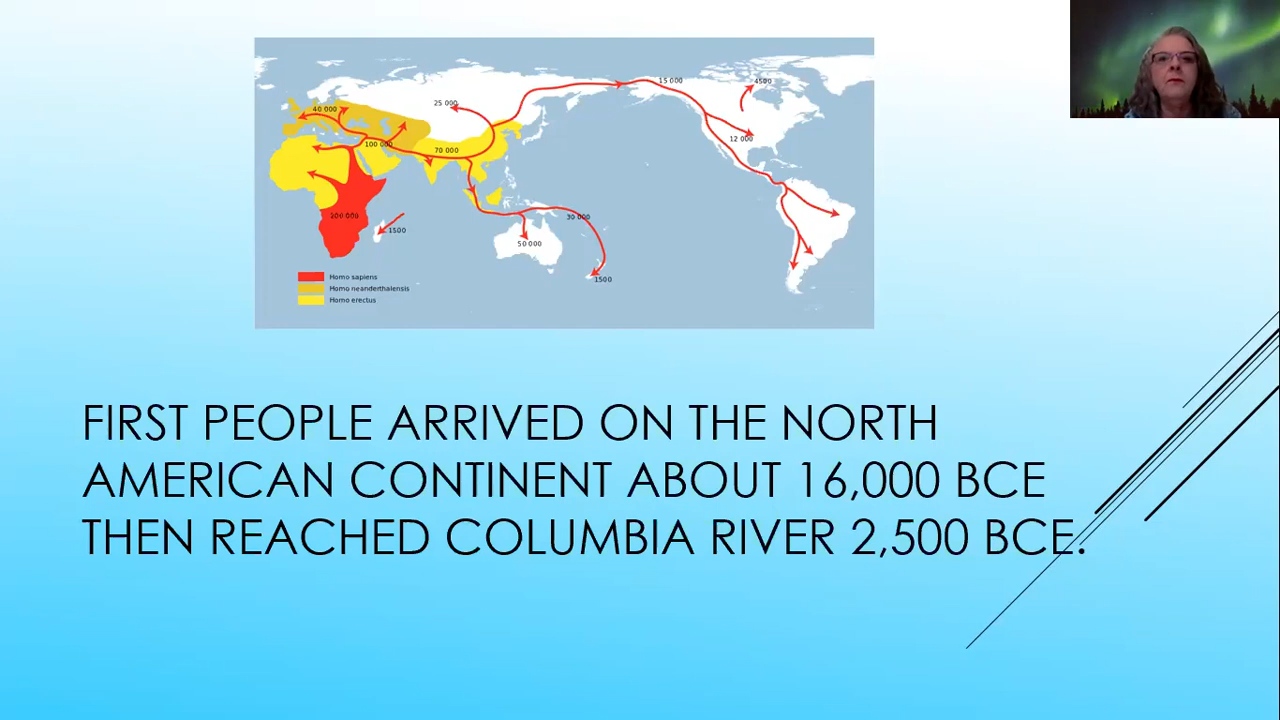 15 000
4500
25 000
40 000
12 000
100 000
70 000
30 000
1500
50 000
1500
Homo sapiens
Homo neanderthalensis
Homo erectus
FIRST PEOPLE ARRIVED ON THE NORTH
AMERICAN CONTINENT ABOUT 16,000 BCE
THEN REACHED COLUMBIA RIVER 2,500 BCE.